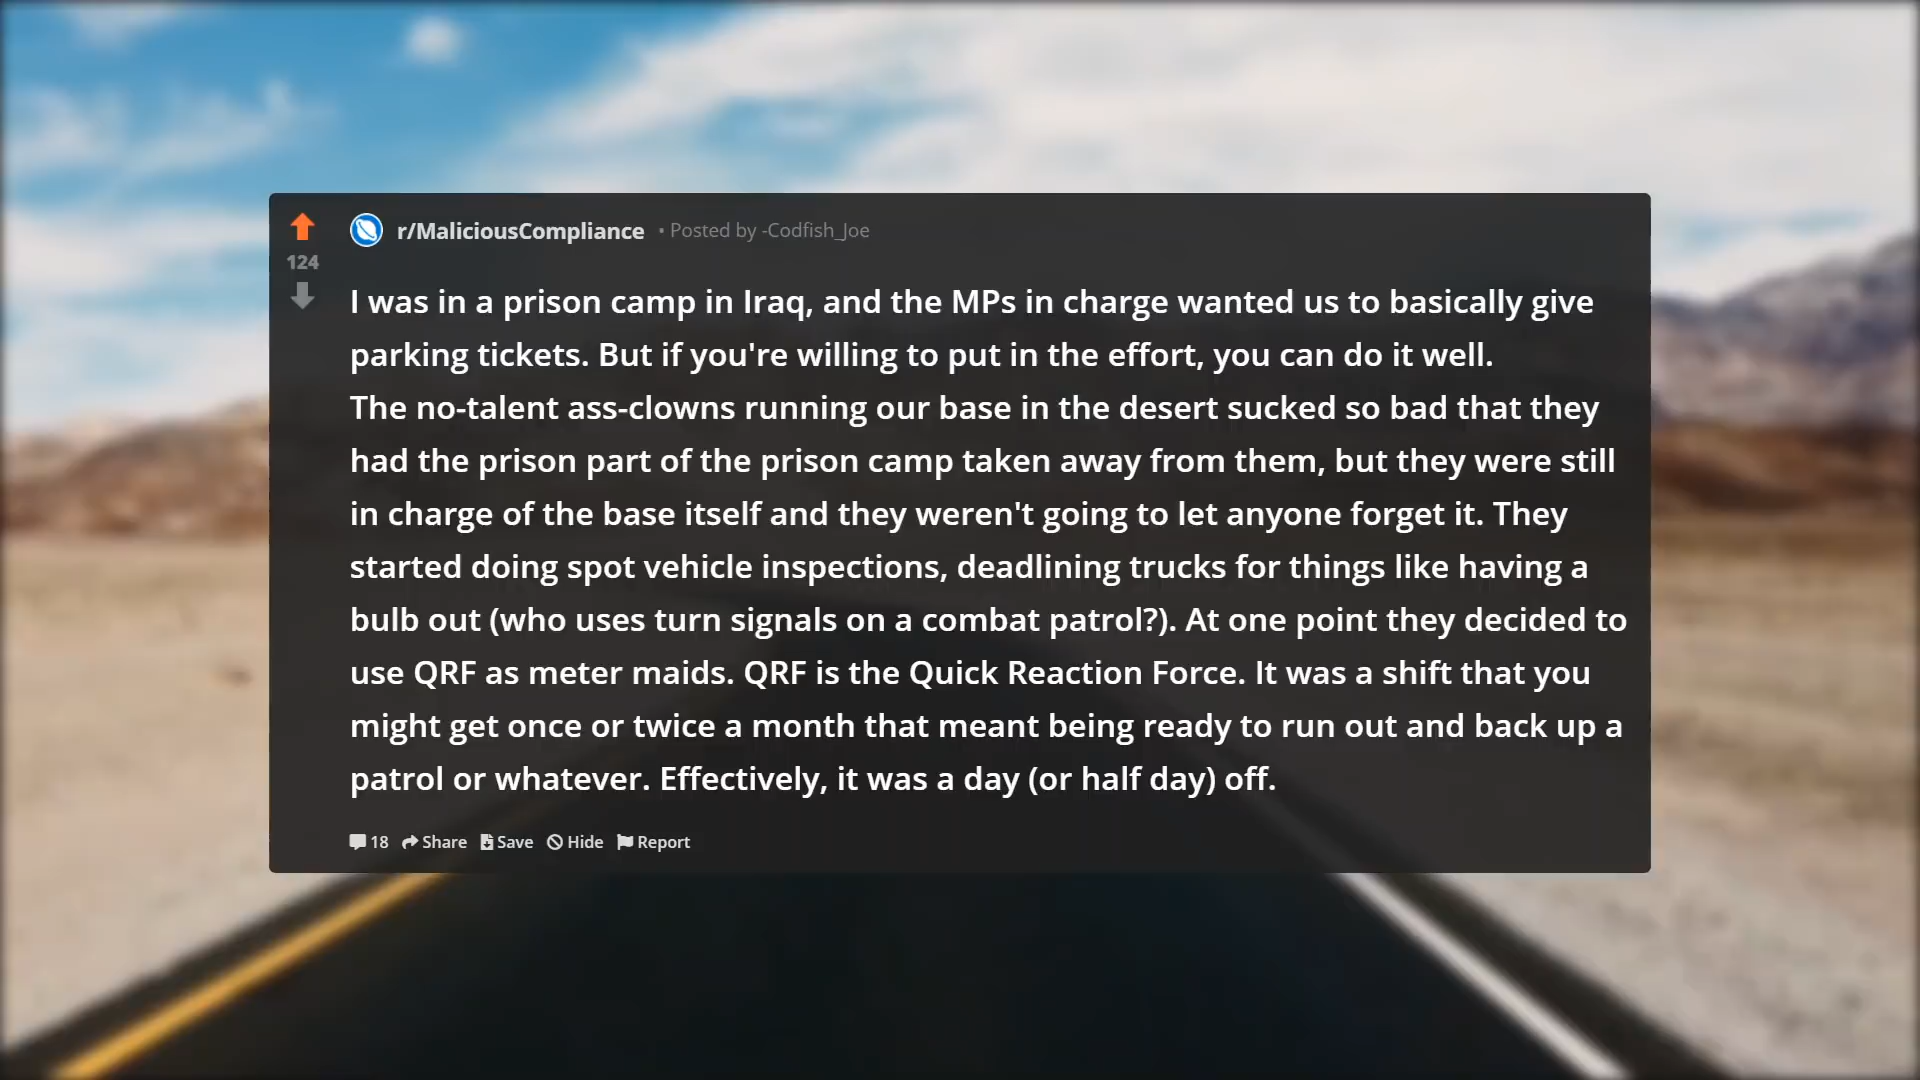 r/MaliciousCompliance • Posted by -Codfish_Joe
124
I was in a prison camp in Iraq, and the MPs in charge wanted us to basically give
parking tickets. But if you're willing to put in the effort, you can do it well.
The no-talent ass-clowns running our base in the desert sucked so bad that they
had the prison part of the prison camp taken away from them, but they were still
in charge of the base itself and they weren't going to let anyone forget it. They
started doing spot vehicle inspections, deadlining trucks for things like having a
bulb out (who uses turn signals on a combat patrol?). At one point they decided to
use QRF as meter maids. QRF is the Quick Reaction Force. It was a shift that you
might get once or twice a month that meant being ready to run out and back up a
patrol or whatever. Effectively, it was a day (or half day) off.
18 Share Save Hide Report